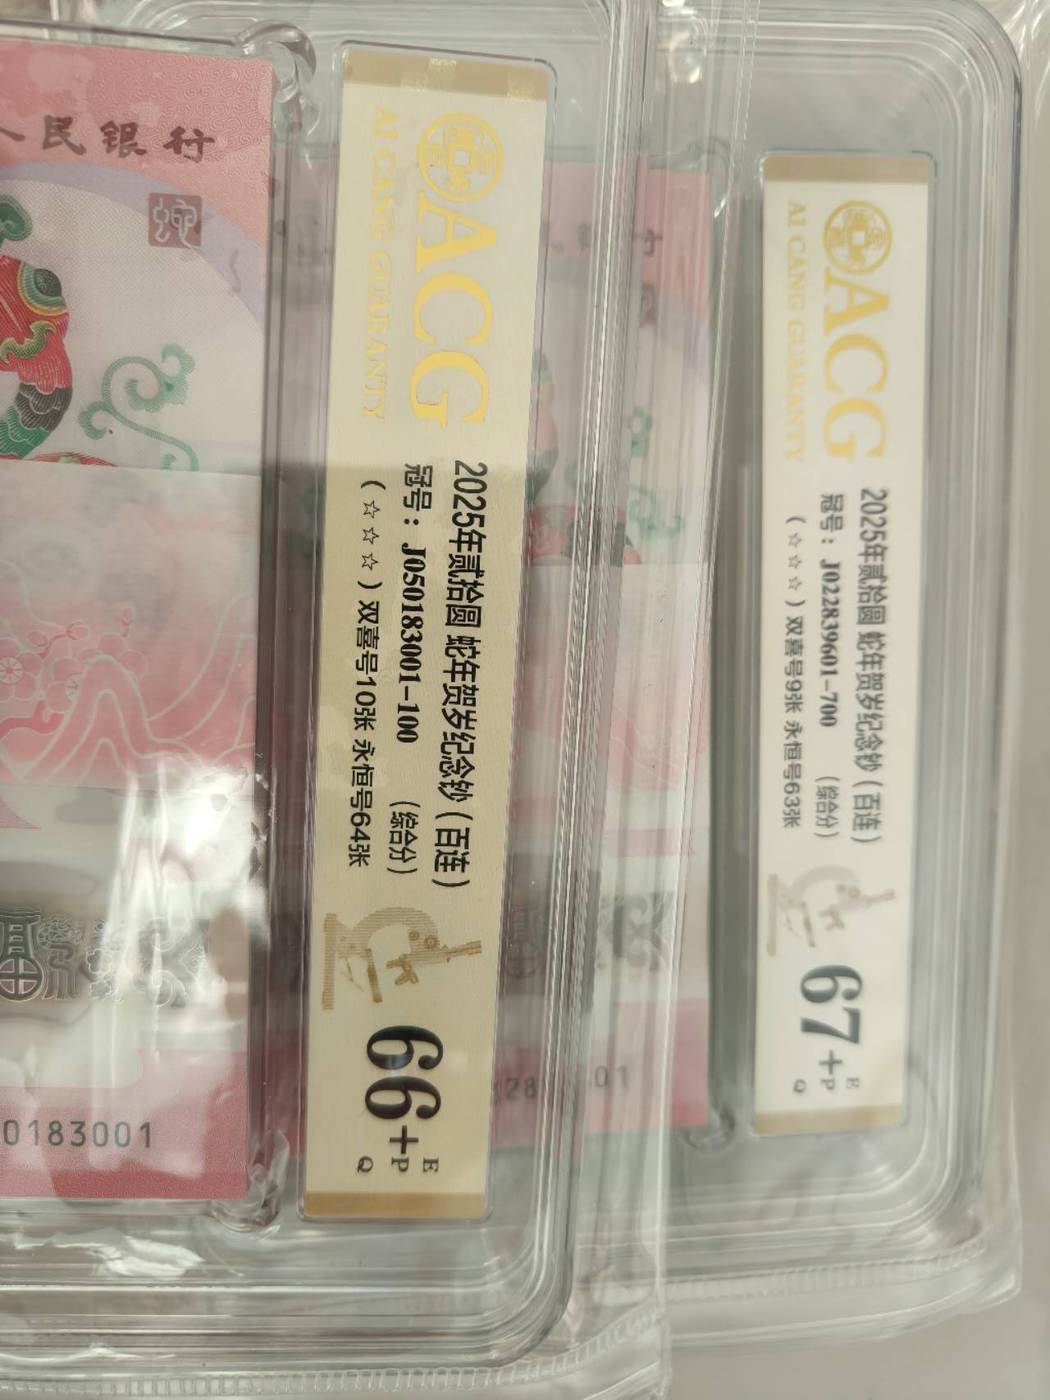 人民银行
0183001
ACG
AI CANG GUARANTY
2025年贰拾圆 蛇年贺岁纪念钞(百连)
冠号: J050183001-100 (综合分)
(☆☆☆) 双喜号10张 永恒号64张
66+
E
P
Q
ACG
AI CANG GUARANTY
2025年贰拾圆 蛇年贺岁纪念钞(百连)
冠号: J022839601-700 (综合分)
(☆☆☆) 双喜号9张 永恒号63张
67+
E
P
Q